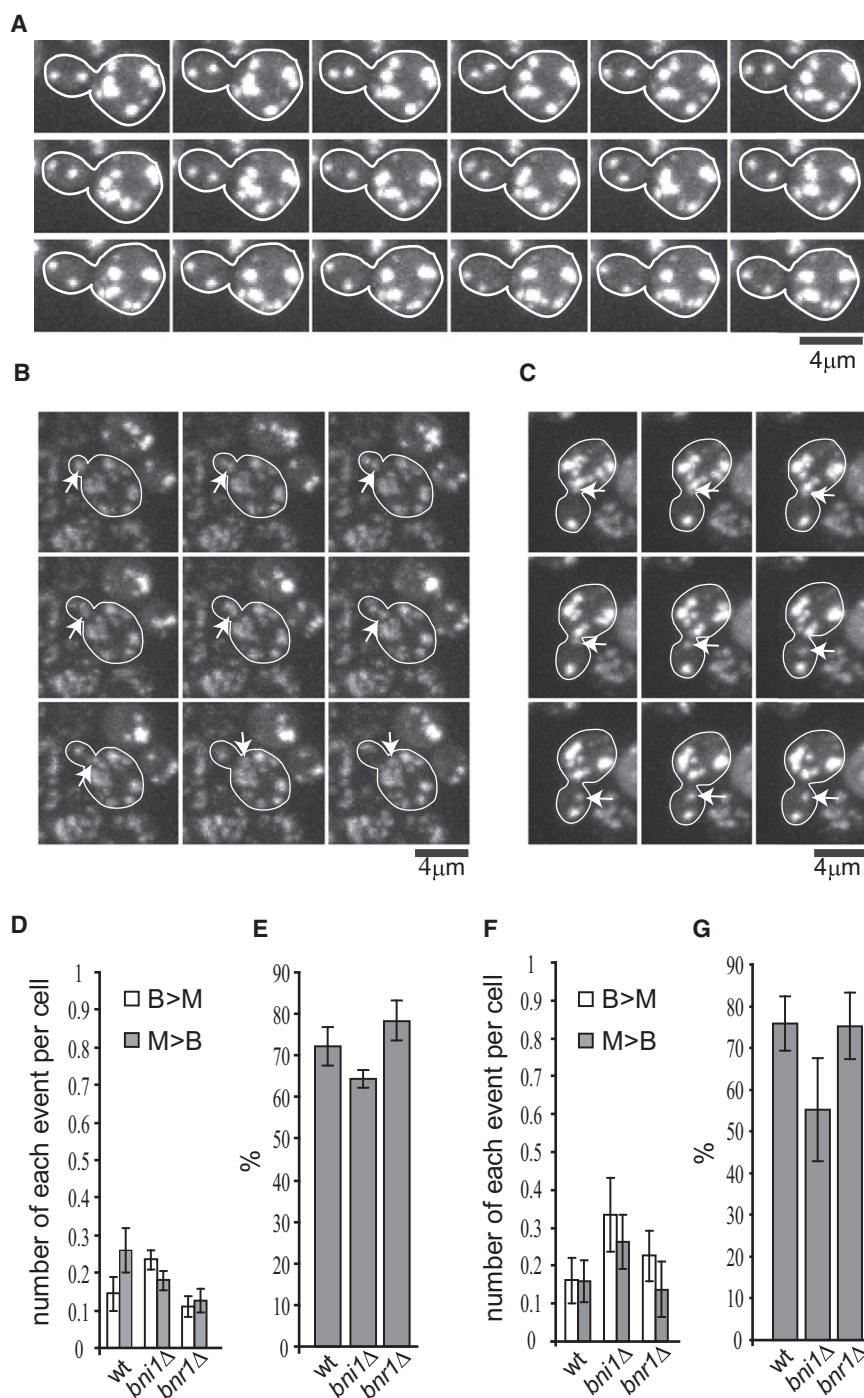 A
4μm
B
C
4μm
4μm
D
E
F
G
number of each event per cell
1
0.9
0.8
0.7
0.6
0.5
0.4
0.3
0.2
0.1
0
B>M
M>B
wt
bni1Δ
bnr1Δ
%
90
80
70
60
50
40
30
20
10
0
wt
bni1Δ
bnr1Δ
number of each event per cell
1
0.9
0.8
0.7
0.6
0.5
0.4
0.3
0.2
0.1
0
B>M
M>B
wt
bni1Δ
bnr1Δ
%
90
80
70
60
50
40
30
20
10
0
wt
bni1Δ
bnr1Δ